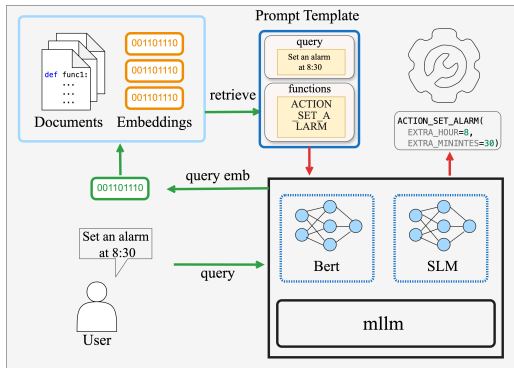 Prompt Template
001101110
001101110
001101110
def func1:
...
...
...
Documents
Embeddings
retrieve
query
Set an alarm
at 8:30
functions
ACTION
_SET_A
LARM
ACTION_SET_ALARM(
EXTRA_HOUR=8,
EXTRA_MININTES=30)
001101110
query emb
Set an alarm
at 8:30
query
User
Bert
SLM
mllm